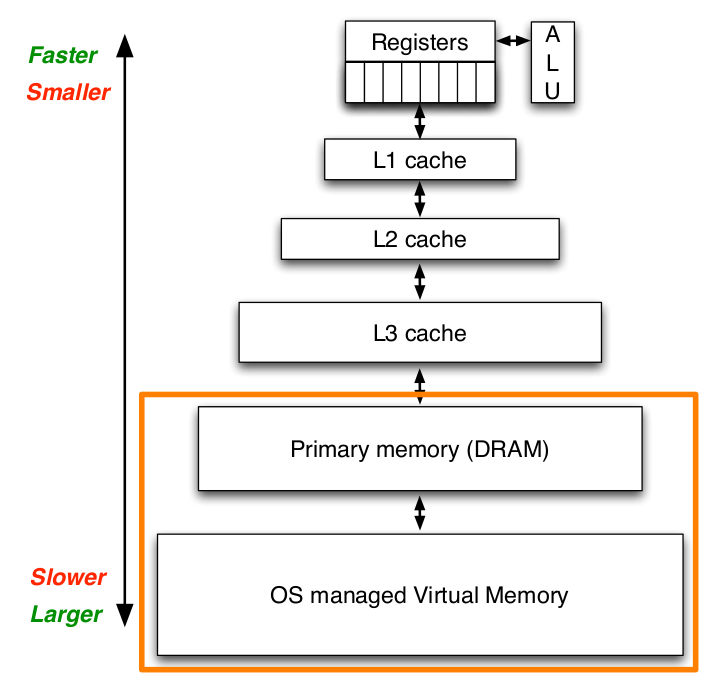 Faster
Smaller
Registers
A
L
U
L1 cache
L2 cache
L3 cache
Primary memory (DRAM)
Slower
Larger
OS managed Virtual Memory